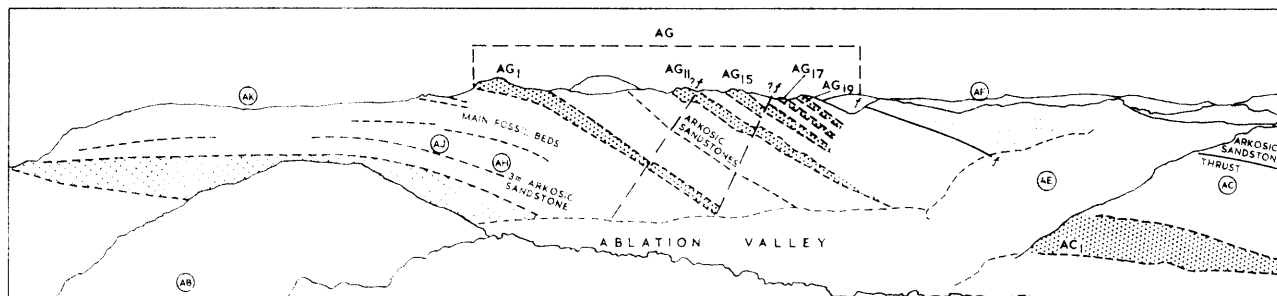 AG
AG1
AG11
?f
AG15
?f
AG17
AG19
f
AK
AF
MAIN FOSSIL BEDS
AJ
AH
3m ARKOSIC
SANDSTONE
ARKOSIC
SANDSTONES
f
AE
ARKOSIC
SANDSTON
THRUST
AC
ABLATION VALLEY
AC1
AB